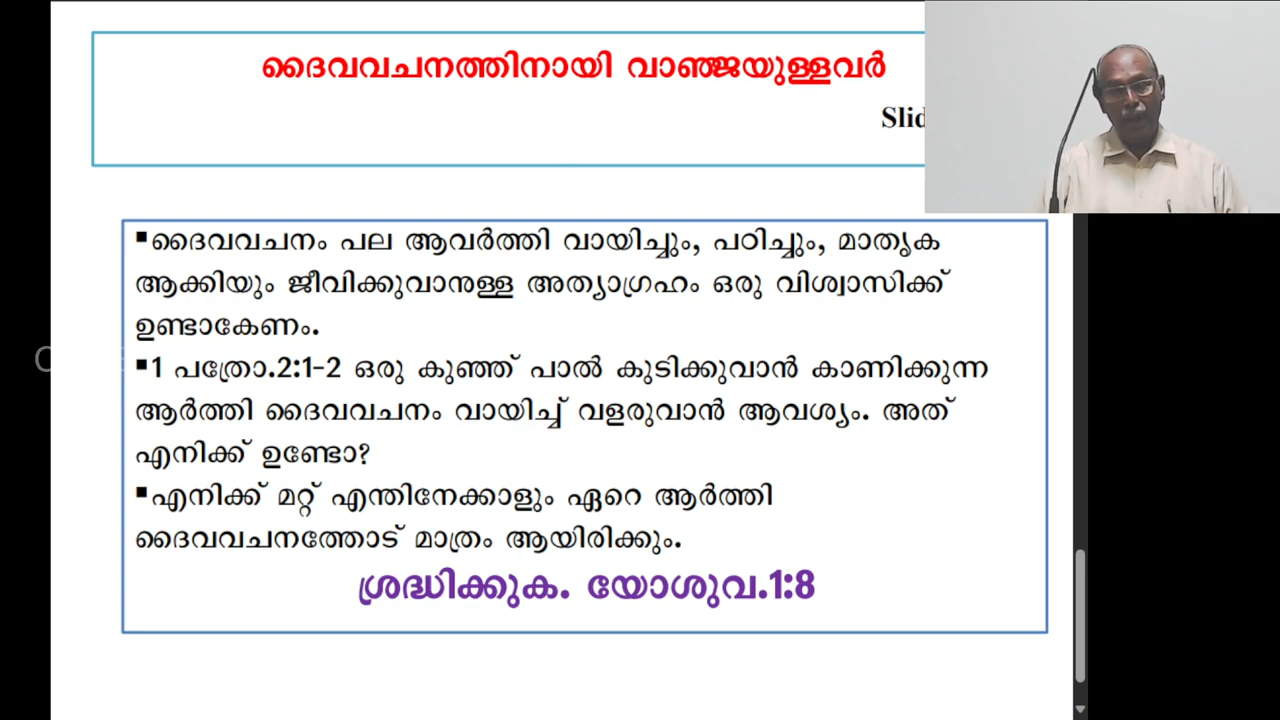 ദൈവവചനത്തിനായി വാഞ്ജയുള്ളവർ
▪ദൈവവചനം പല ആവർത്തി വായിച്ചും, പഠിച്ചും, മാതൃക
ആക്കിയും ജീവിക്കുവാനുള്ള അത്യാഗ്രഹം ഒരു വിശ്വാസിക്ക്
ഉണ്ടാകേണം.
▪1 പത്രോ.2:1-2 ഒരു കുഞ്ഞ് പാൽ കുടിക്കുവാൻ കാണിക്കുന്ന
ആർത്തി ദൈവവചനം വായിച്ച് വളരുവാൻ ആവശ്യം. അത്
എനിക്ക് ഉണ്ടോ?
▪എനിക്ക് മറ്റ് എന്തിനേക്കാളും ഏറെ ആർത്തി
ദൈവവചനത്തോട് മാത്രം ആയിരിക്കും.
ശ്രദ്ധിക്കുക. യോശുവ.1:8